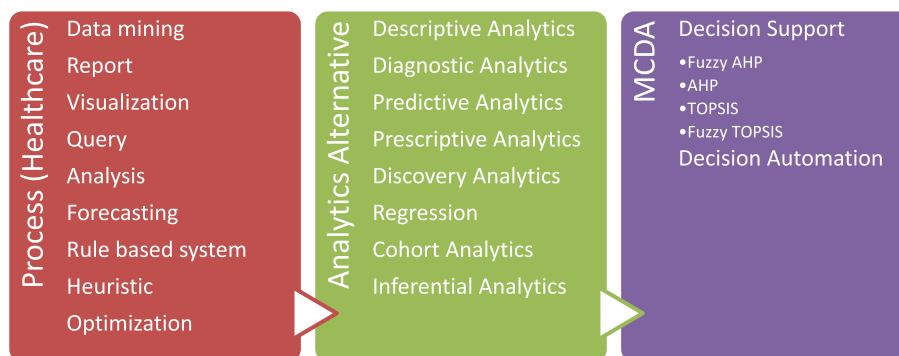 Process (Healthcare)
Data mining
Report
Visualization
Query
Analysis
Forecasting
Rule based system
Heuristic
Optimization
Analytics Alternative
Descriptive Analytics
Diagnostic Analytics
Predictive Analytics
Prescriptive Analytics
Discovery Analytics
Regression
Cohort Analytics
Inferential Analytics
MCDA
Decision Support
•Fuzzy AHP
•AHP
•TOPSIS
•Fuzzy TOPSIS
Decision Automation